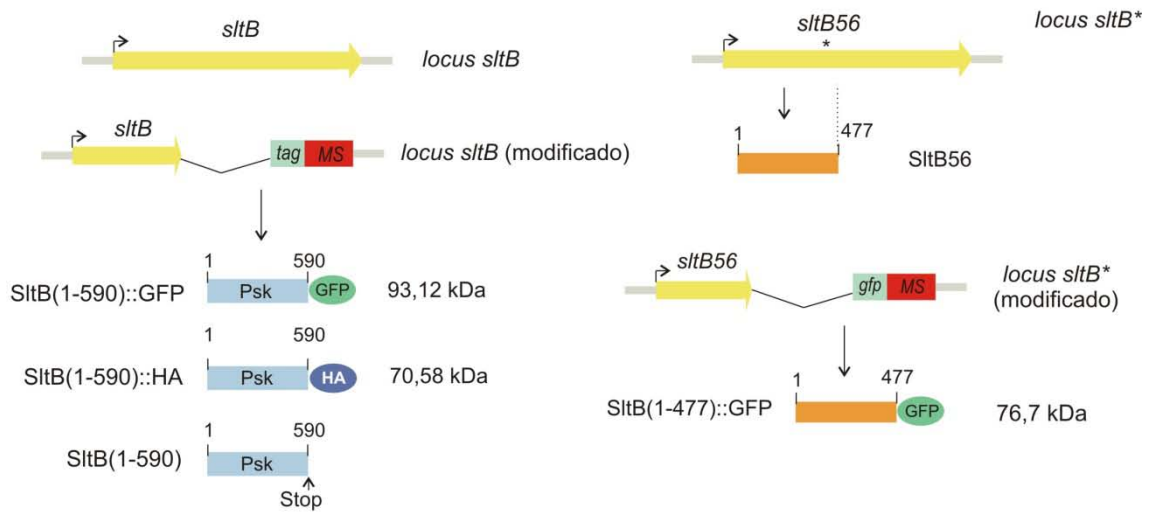 sltB
locus sltB
sltB
tag MS
locus sltB (modificado)
1 590
SltB(1-590)::GFP Psk GFP 93,12 kDa
1 590
SltB(1-590)::HA Psk HA 70,58 kDa
1 590
SltB(1-590) Psk
Stop
sltB56 locus sltB*
*
1 477
SltB56
sltB56
gfp MS
locus sltB*
(modificado)
1 477
SltB(1-477)::GFP GFP 76,7 kDa